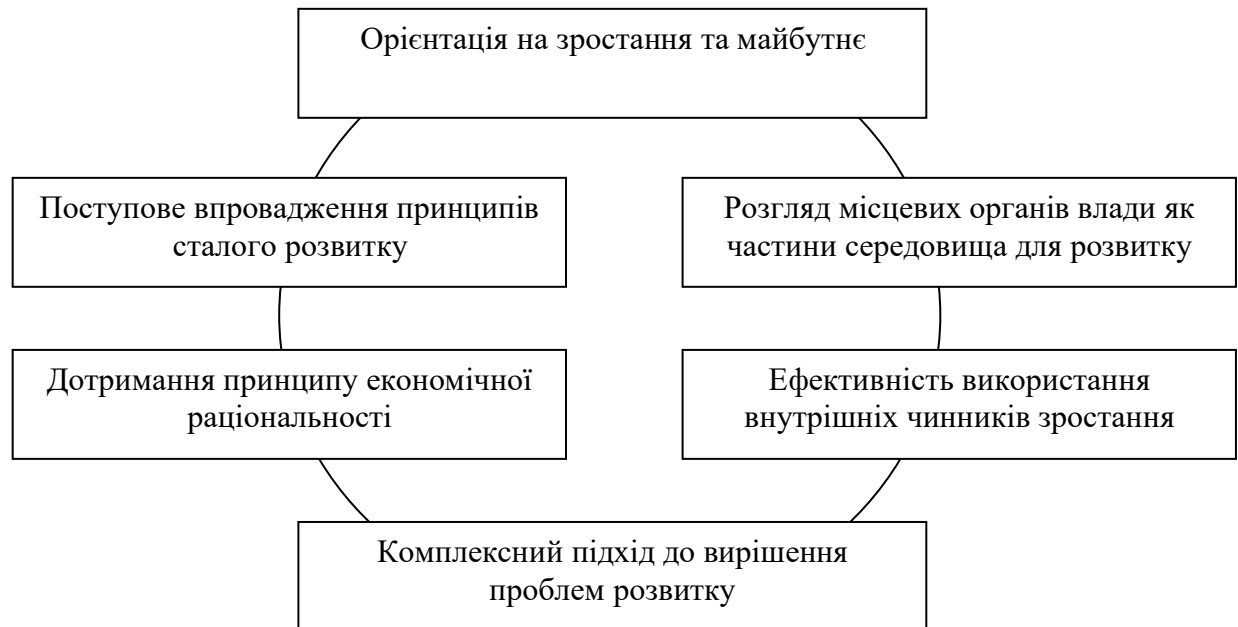 Орієнтація на зростання та майбутнє
Поступове впровадження принципів
сталого розвитку
Розгляд місцевих органів влади як
частини середовища для розвитку
Дотримання принципу економічної
раціональності
Ефективність використання
внутрішніх чинників зростання
Комплексний підхід до вирішення
проблем розвитку